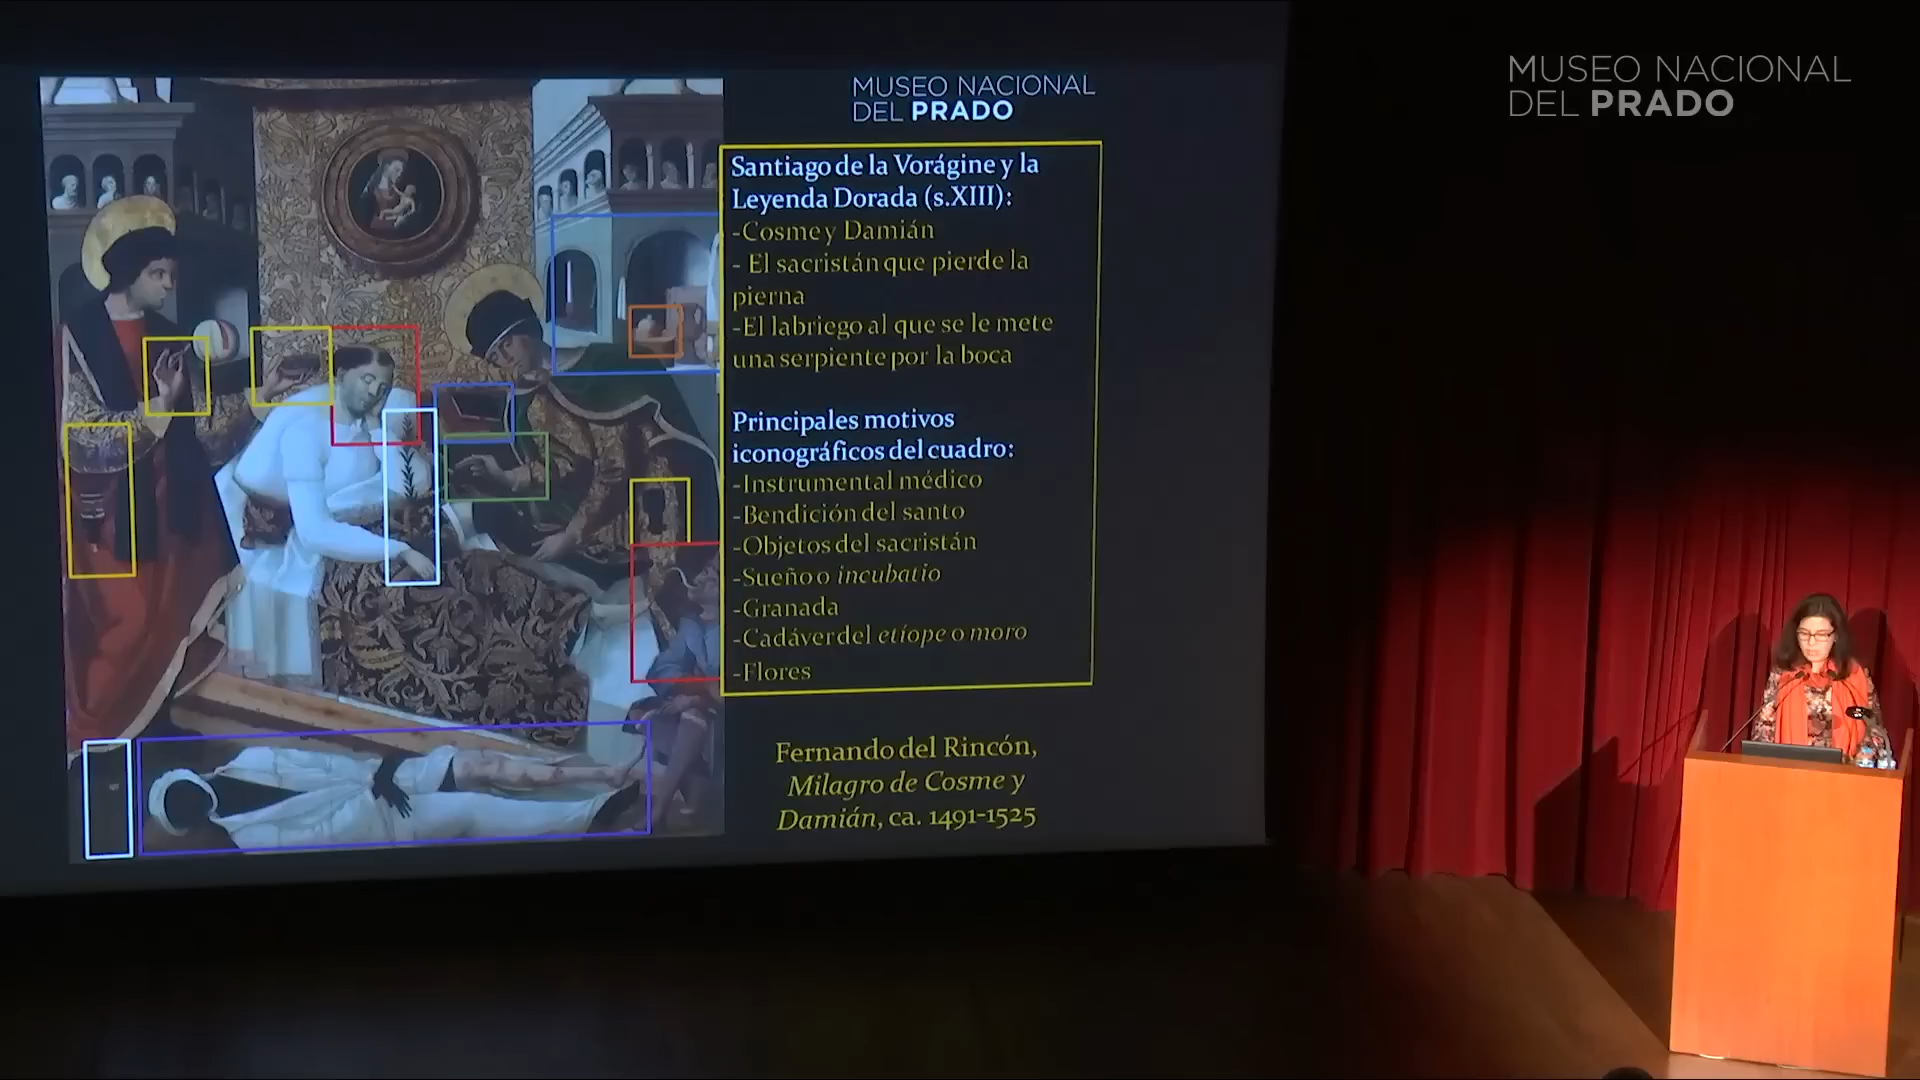 MUSEO NACIONAL
DEL PRADO
Santiago de la Vorágine y la
Leyenda Dorada (s.XIII):
-Cosme y Damián
- El sacristán que pierde la
pierna
-El labriego al que se le mete
una serpiente por la boca
Principales motivos
iconográficos del cuadro:
-Instrumental médico
-Bendición del santo
-Objetos del sacristán
-Sueño o incubatio
-Granada
-Cadáver del etíope o moro
-Flores
Fernando del Rincón,
Milagro de Cosme y
Damián, ca. 1491-1525
MUSEO NACIONAL
DEL PRADO